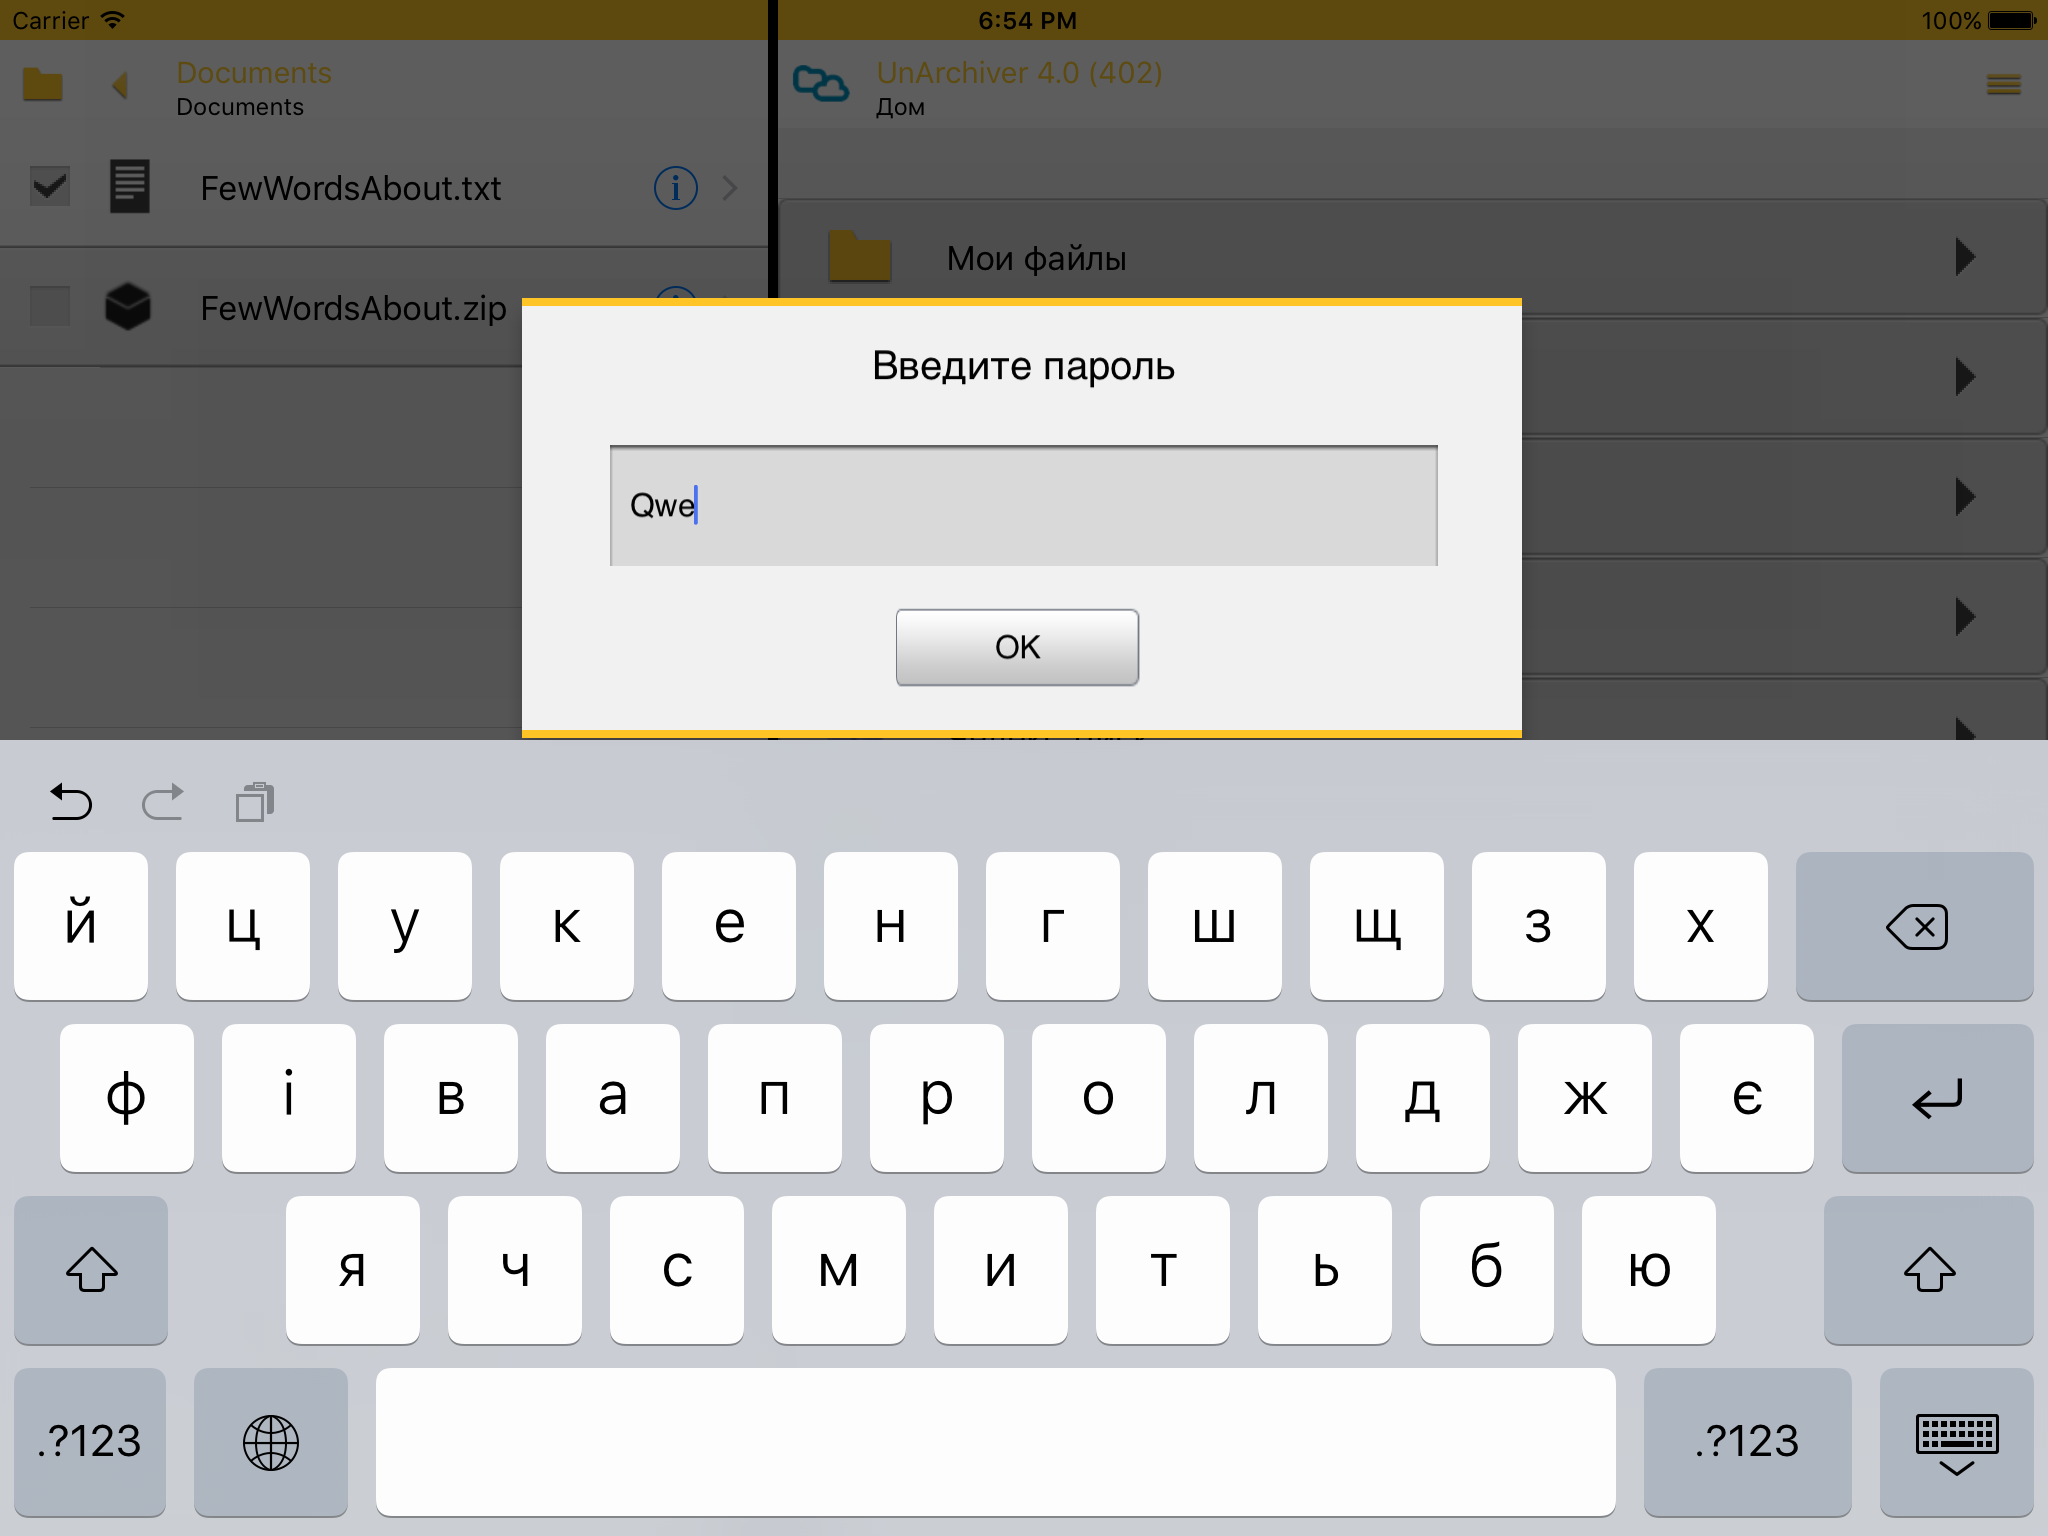 Carrier
6:54 PM
100%
Documents
Documents
UnArchiver 4.0 (402)
Дом
FewWordsAbout.txt
FewWordsAbout.zip
Мои файлы
Введите пароль
Qwe
OK
й ц у к е н г ш щ з х
ф і в а п р о л д ж є
я ч с м и т ь б ю
.?123 .?123